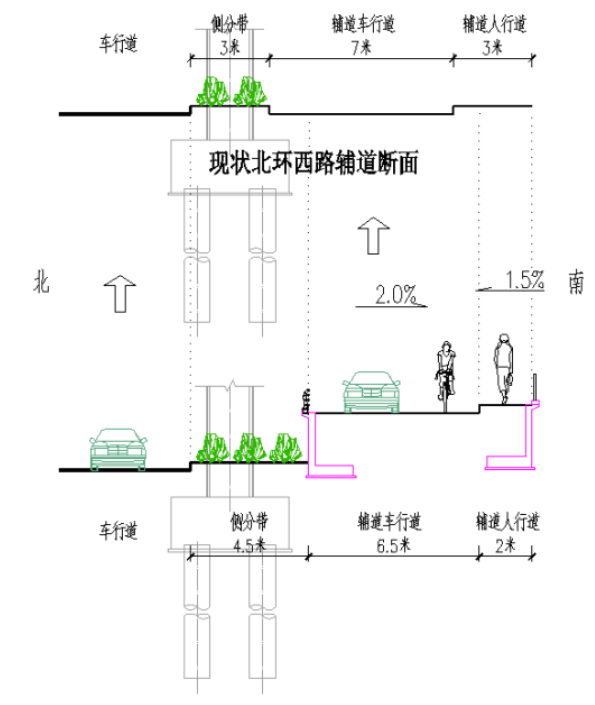 侧分带
辅道车行道
辅道人行道
车行道
3米
7米
3米
现状北环西路辅道断面
北
2.0%
1.5%
南
车行道
侧分带
辅道车行道
辅道人行道
4.5米
6.5米
2米